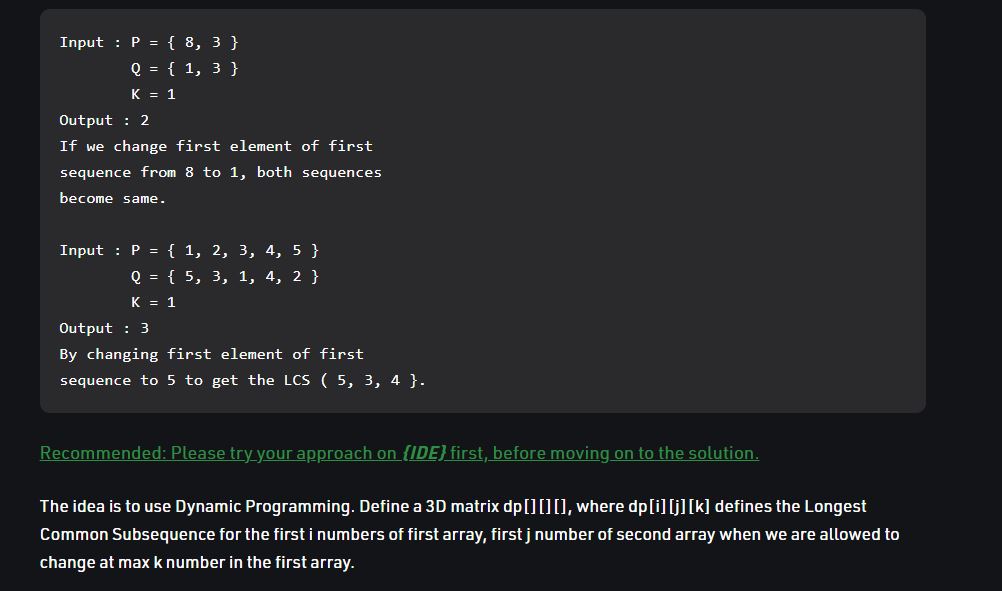 Input : P = { 8, 3 }
Q = { 1, 3 }
K = 1
Output : 2
If we change first element of first
sequence from 8 to 1, both sequences
become same.
Input : P = { 1, 2, 3, 4, 5 }
Q = { 5, 3, 1, 4, 2 }
K = 1
Output : 3
By changing first element of first
sequence to 5 to get the LCS ( 5, 3, 4 }.
Recommended: Please try your approach on {IDE} first, before moving on to the solution.
The idea is to use Dynamic Programming. Define a 3D matrix dp[][][], where dp[i][j][k] defines the Longest
Common Subsequence for the first i numbers of first array, first j number of second array when we are allowed to
change at max k number in the first array.